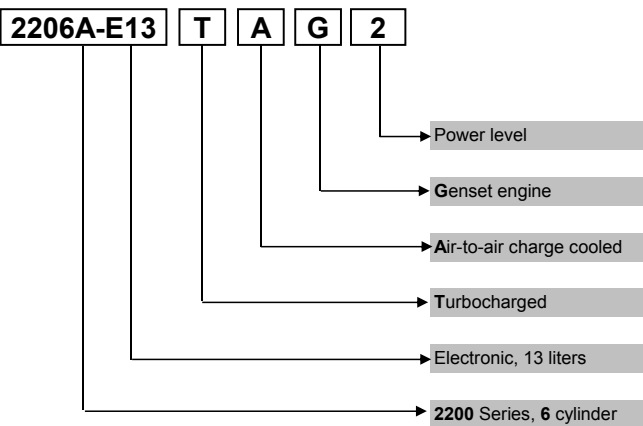 2206A-E13 T A G 2
Power level
Genset engine
Air-to-air charge cooled
Turbocharged
Electronic, 13 liters
2200 Series, 6 cylinder